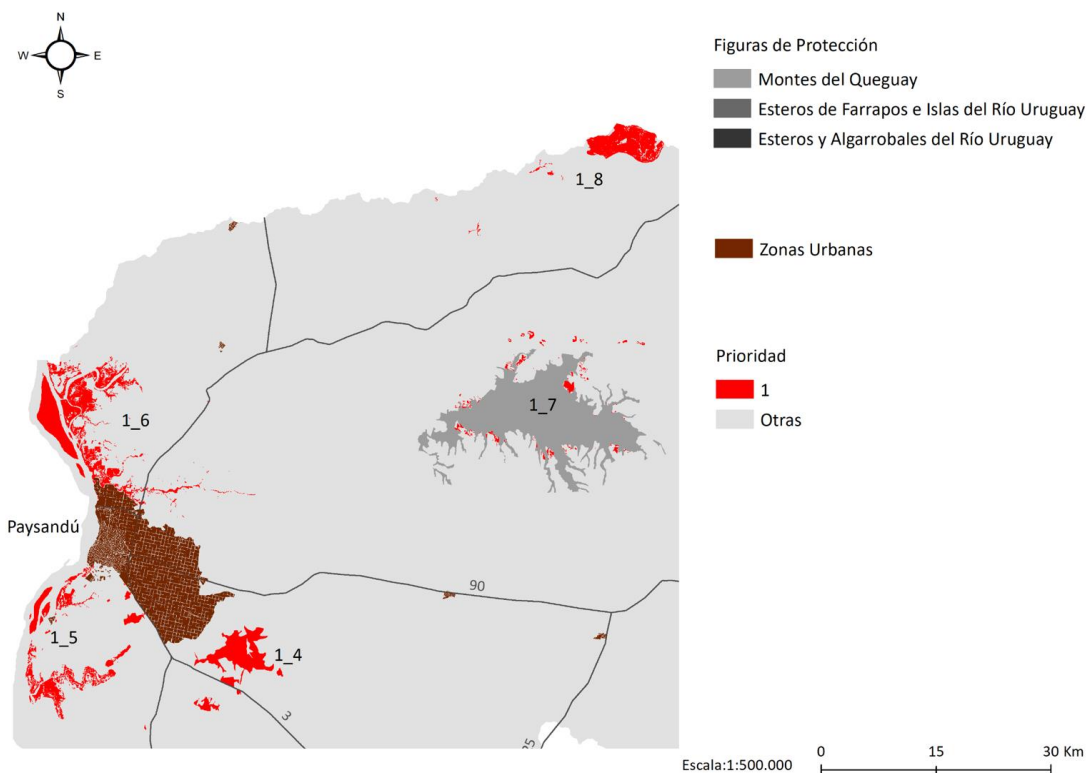 N
W
E
S
Figuras de Protección
Montes del Queguay
Esteros de Farrapos e Islas del Río Uruguay
Esteros y Algarrobales del Río Uruguay
1_8
Zonas Urbanas
Prioridad
1
Otras
1_7
1_6
Paysandú
90
1_5
1_4
3
Escala:1:500.000
0
15
30 Km